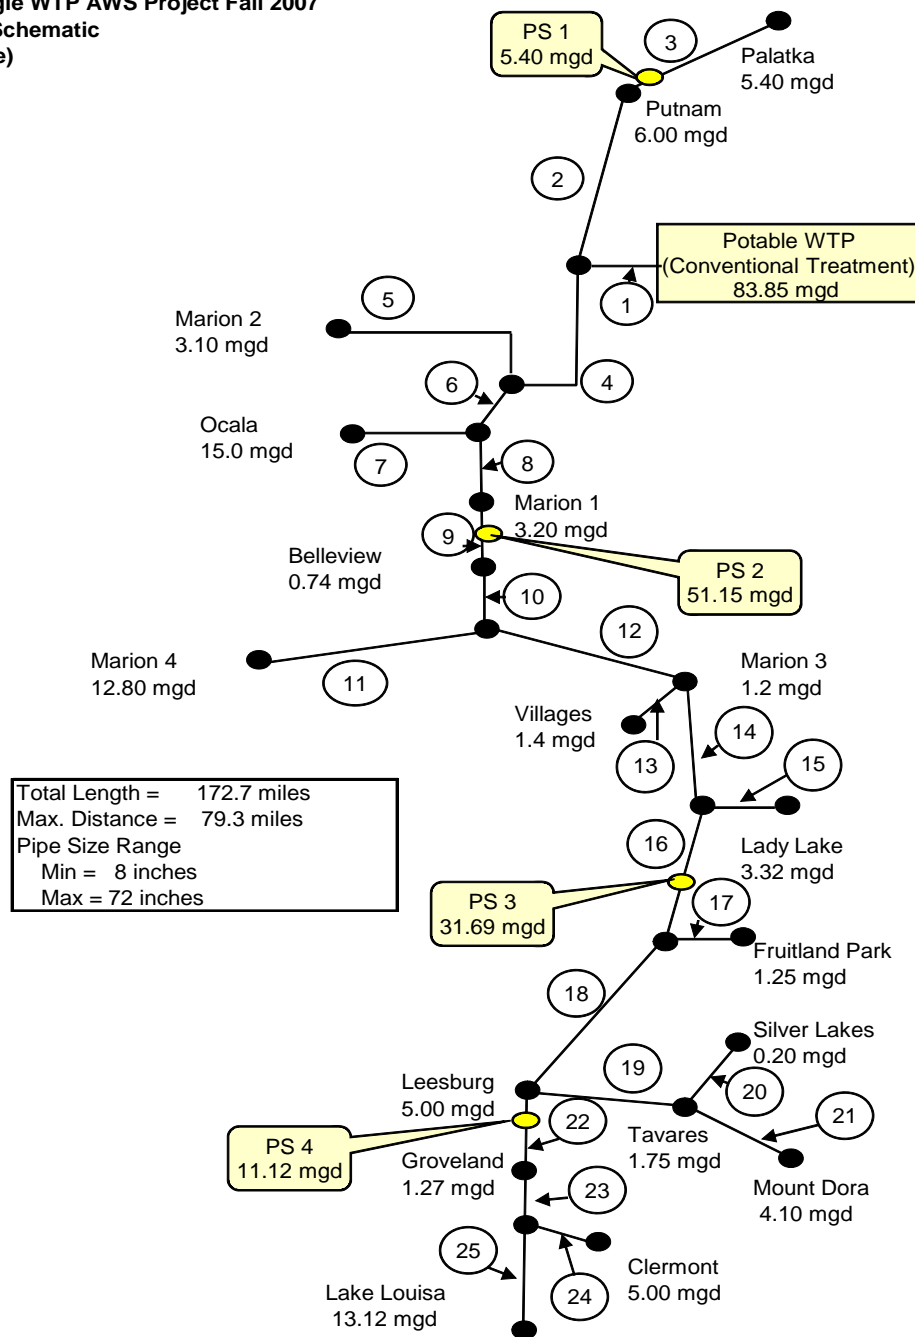 gle WTP AWS Project Fall 2007
Schematic
e)
PS 1
5.40 mgd
3
Palatka
5.40 mgd
Putnam
6.00 mgd
2
Potable WTP
(Conventional Treatment)
83.85 mgd
1
5
Marion 2
3.10 mgd
4
6
Ocala
15.0 mgd
7
8
Marion 1
3.20 mgd
9
Belleview
0.74 mgd
PS 2
51.15 mgd
10
12
Marion 4
12.80 mgd
11
Marion 3
1.2 mgd
Villages
1.4 mgd
13
14
15
Total Length = 172.7 miles
Max. Distance = 79.3 miles
Pipe Size Range
Min = 8 inches
Max = 72 inches
16
Lady Lake
3.32 mgd
PS 3
31.69 mgd
17
Fruitland Park
1.25 mgd
18
Silver Lakes
0.20 mgd
19
20
Leesburg
5.00 mgd
21
22
Tavares
1.75 mgd
PS 4
11.12 mgd
Groveland
1.27 mgd
Mount Dora
4.10 mgd
23
25
Clermont
5.00 mgd
24
Lake Louisa
13.12 mgd